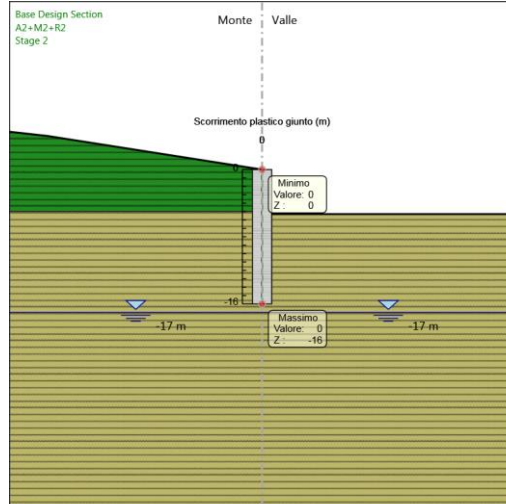 Base Design Section
A2+M2+R2
Stage 2
Monte
Valle
Scorrimento plastico giunto (m)
0
0
Minimo
Valore: 0
Z : 0
-16
-17 m
-17 m
Massimo
Valore: 0
Z : -16